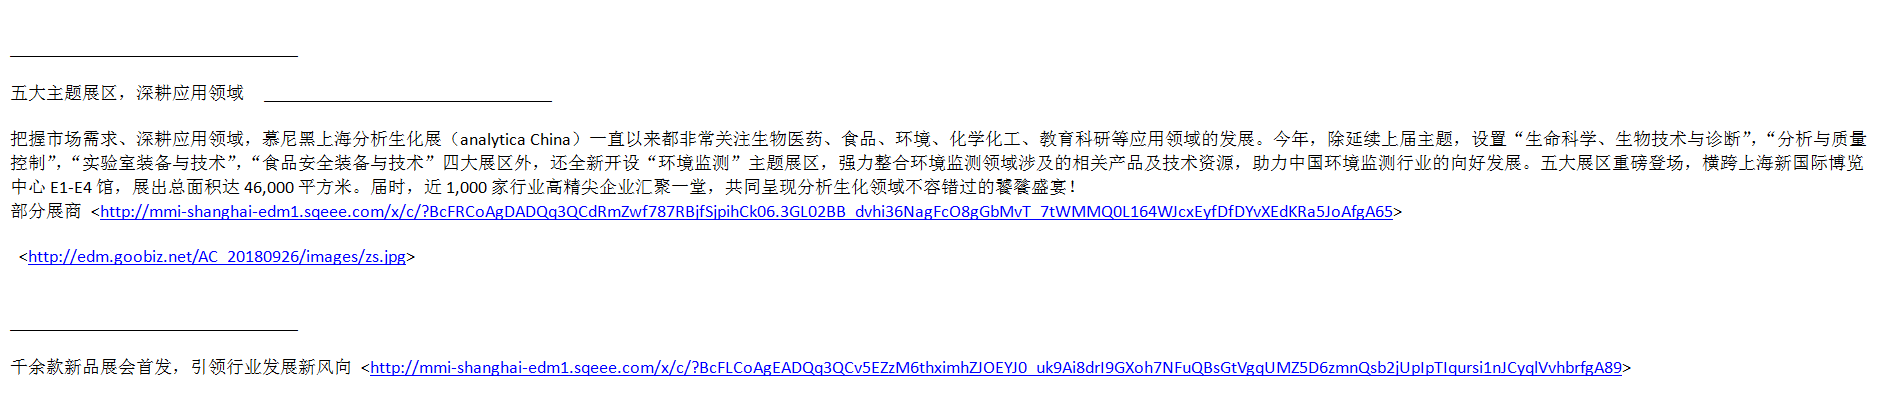 ________________________________
五大主题展区，深耕应用领域 ________________________________
把握市场需求、深耕应用领域，慕尼黑上海分析生化展（analytica China）一直以来都非常关注生物医药、食品、环境、化学化工、教育科研等应用领域的发展。今年，除延续上届主题，设置“生命科学、生物技术与诊断”，“分析与质量
控制”，“实验室装备与技术”，“食品安全装备与技术”四大展区外，还全新开设“环境监测”主题展区，强力整合环境监测领域涉及的相关产品及技术资源，助力中国环境监测行业的向好发展。五大展区重磅登场，横跨上海新国际博览
中心 E1-E4 馆，展出总面积达 46,000 平方米。届时，近 1,000 家行业高精尖企业汇聚一堂，共同呈现分析生化领域不容错过的饕餮盛宴！
部分展商 <http://mmi-shanghai-edm1.sqeee.com/x/c/?BcFRCoAgDADQq3QCdRmZwf787RBjfSjpihCk06.3GL02BB_dvhi36NagFcO8gGbMvT_7tWMMQ0L164WJcxEyfDfDYvXEdKRa5JoAfgA65>
<http://edm.goobiz.net/AC_20180926/images/zs.jpg>
________________________________
千余款新品展会首发，引领行业发展新风向 <http://mmi-shanghai-edm1.sqeee.com/x/c/?BcFLCoAgEADQq3QCv5EZzM6thximhZJOEYJ0_uk9Ai8drI9GXoh7NFuQBsGtVgqUMZ5D6zmnQsb2jUpIpTIqursi1nJCyqlVvhbrfgA89>